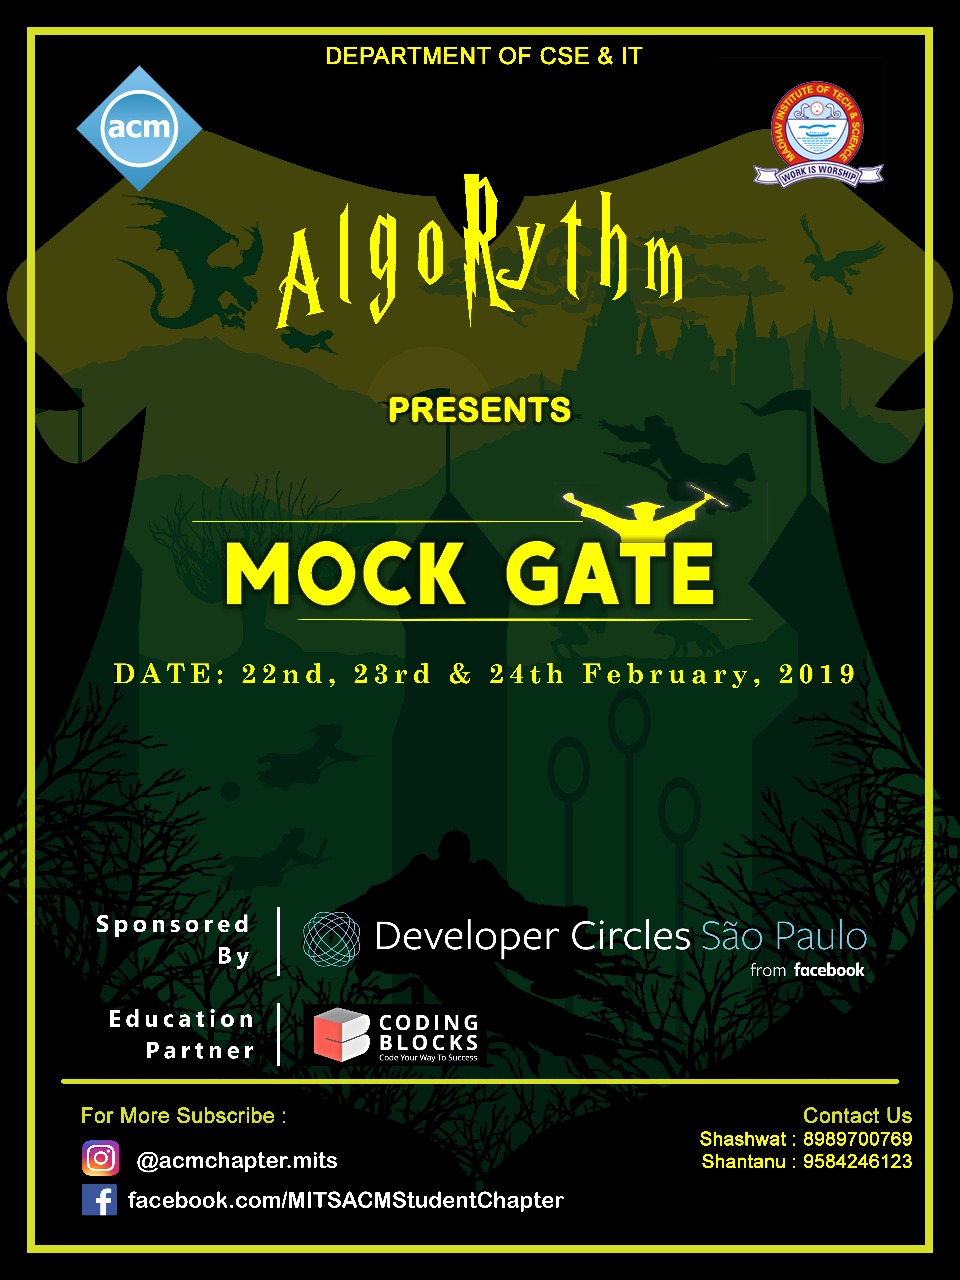 DEPARTMENT OF CSE & IT
acm
MADHAV INSTITUTE OF TECH & SCIENCE
WORK IS WORSHIP
AlgoRythm
PRESENTS
MOCK GATE
DATE: 22nd, 23rd & 24th February, 2019
Sponsored
By
Developer Circles São Paulo
from facebook
Education
Partner
CODING
BLOCKS
Code Your Way To Success
For More Subscribe :
@acmchapter.mits
facebook.com/MITSACMStudentChapter
Contact Us
Shashwat : 8989700769
Shantanu : 9584246123